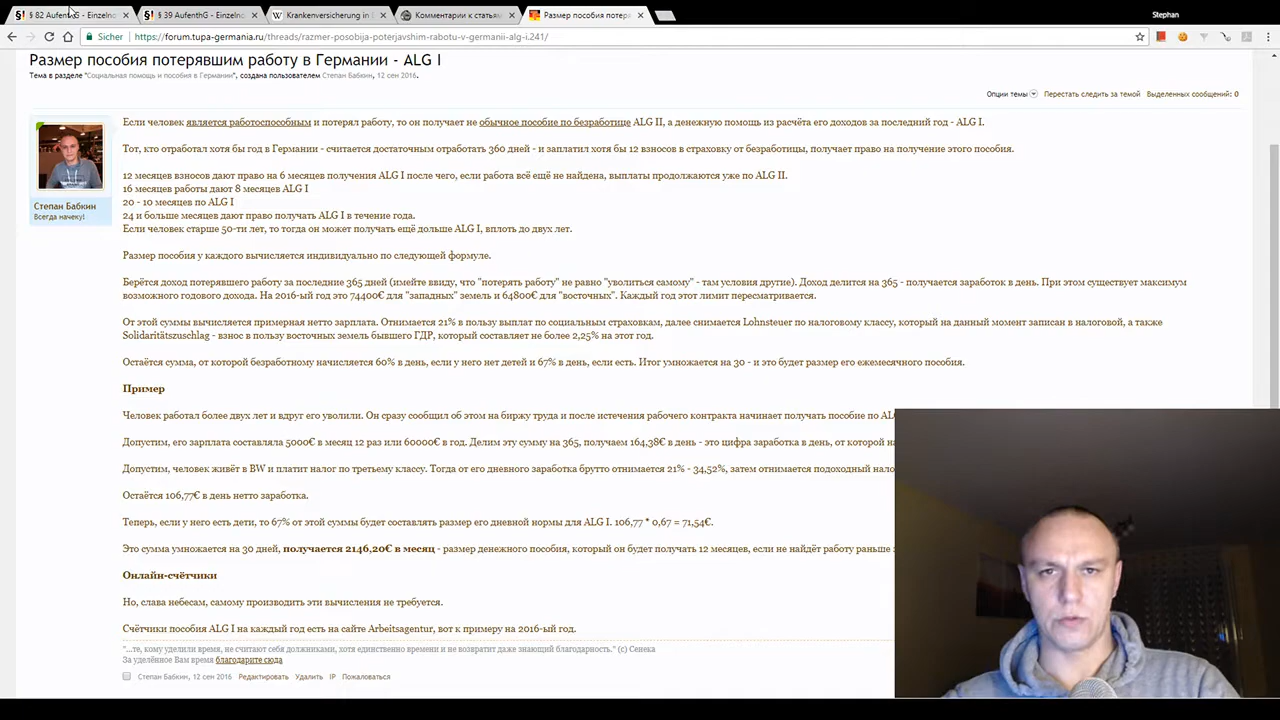 § 82 AufenthG - Einzelno
§ 39 AufenthG - Einzelno
Krankenversicherung in
Комментарии к статьям
Размер пособия потеря
Stephan
Sicher
https://forum.tupa-germania.ru/threads/razmer-posobija-poterjavshim-rabotu-v-germanii-alg-i.241/
Размер пособия потерявшим работу в Германии - ALG I
Тема в разделе "Социальная помощь и пособия в Германии", создана пользователем Степан Бабкин, 12 сен 2016.
Опции темы Перестать следить за темой Выделенных сообщений: 0
Степан Бабкин
Всегда начеку!
Если человек является работоспособным и потерял работу, то он получает не обычное пособие по безработице ALG II, а денежную помощь из расчёта его доходов за последний год - ALG I.
Тот, кто отработал хотя бы год в Германии - считается достаточным отработать 360 дней - и заплатил хотя бы 12 взносов в страховку от безработицы, получает право на получение этого пособия.
12 месяцев взносов дают право на 6 месяцев получения ALG I после чего, если работа всё ещё не найдена, выплаты продолжаются уже по ALG II.
16 месяцев работы дают 8 месяцев ALG I
20 - 10 месяцев по ALG I
24 и больше месяцев дают право получать ALG I в течение года.
Если человек старше 50-ти лет, то тогда он может получать ещё дольше ALG I, вплоть до двух лет.
Размер пособия у каждого вычисляется индивидуально по следующей формуле.
Берётся доход потерявшего работу за последние 365 дней (имейте ввиду, что "потерять работу" не равно "уволиться самому" - там условия другие). Доход делится на 365 - получается заработок в день. При этом существует максимум
возможного годового дохода. На 2016-ый год это 74400€ для "западных" земель и 64800€ для "восточных". Каждый год этот лимит пересматривается.
От этой суммы вычисляется примерная нетто зарплата. Отнимается 21% в пользу выплат по социальным страховкам, далее снимается Lohnsteuer по налоговому классу, который на данный момент записан в налоговой, а также
Solidaritätszuschlag - взнос в пользу восточных земель бывшего ГДР, который составляет не более 2,25% на этот год.
Остаётся сумма, от которой безработному начисляется 60% в день, если у него нет детей и 67% в день, если есть. Итог умножается на 30 - и это будет размер его ежемесячного пособия.
Пример
Человек работал более двух лет и вдруг его уволили. Он сразу сообщил об этом на биржу труда и после истечения рабочего контракта начинает получать пособие по AL
Допустим, его зарплата составляла 5000€ в месяц 12 раз или 60000€ в год. Делим эту сумму на 365, получаем 164,38€ в день - это цифра заработка в день, от которой на
Допустим, человек живёт в BW и платит налог по третьему классу. Тогда от его дневного заработка брутто отнимается 21% - 34,52%, затем отнимается подоходный нало
Остаётся 106,77€ в день нетто заработка.
Теперь, если у него есть дети, то 67% от этой суммы будет составлять размер его дневной нормы для ALG I. 106,77 * 0,67 = 71,54€.
Это сумма умножается на 30 дней, получается 2146,20€ в месяц - размер денежного пособия, который он будет получать 12 месяцев, если не найдёт работу раньше
Онлайн-счётчики
Но, слава небесам, самому производить эти вычисления не требуется.
Счётчики пособия ALG I на каждый год есть на сайте Arbeitsagentur, вот к примеру на 2016-ый год.
"...те, кому уделили время, не считают себя должниками, хотя единственно времени и не возвратит даже знающий благодарность." (с) Сенека
За уделённое Вам время благодарите сюда
Степан Бабкин, 12 сен 2016 Редактировать Удалить IP Пожаловаться